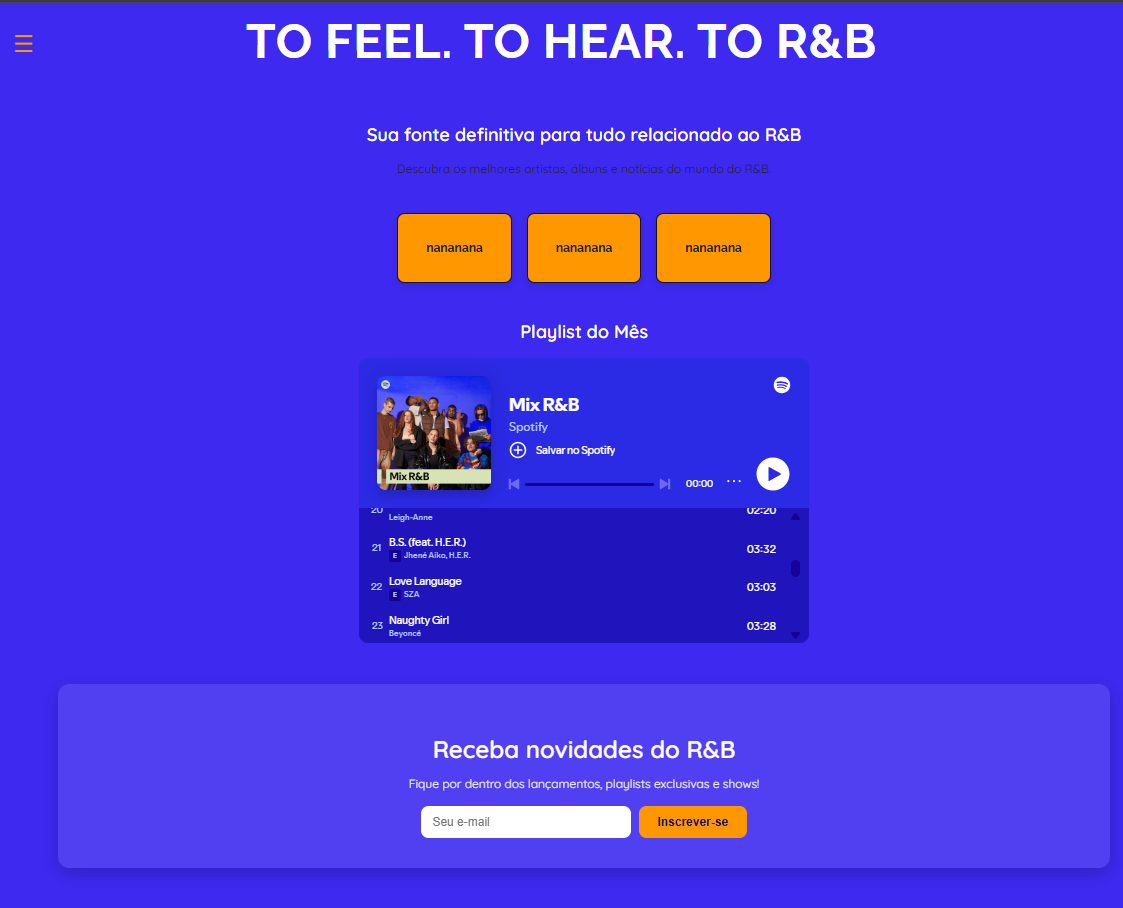 TO FEEL. TO HEAR. TO R&B
Sua fonte definitiva para tudo relacionado ao R&B
Descubra os melhores artistas, álbuns e notícias do mundo do R&B.
nananana nananana nananana
Playlist do Mês
Mix R&B
Spotify
Salvar no Spotify
Mix R&B
00:00
20 02:20
Leigh-Anne
21 B.S. (feat. H.E.R.) 03:32
E Jhené Aiko, H.E.R.
22 Love Language 03:03
E SZA
23 Naughty Girl 03:28
Beyoncé
Receba novidades do R&B
Fique por dentro dos lançamentos, playlists exclusivas e shows!
Seu e-mail Inscrever-se